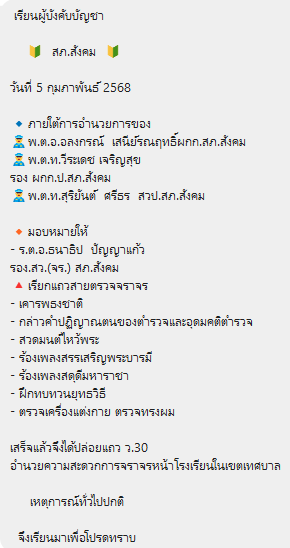 เรียนผู้บังคับบัญชา
🔰 สภ.สังคม 🔰
วันที่ 5 กุมภาพันธ์ 2568
🔹ภายใต้การอำนวยการของ
👮พ.ต.อ.อลงกรณ์ เสนีย์รณฤทธิ์ผกก.สภ.สังคม
👮พ.ต.ท.วีระเดช เจริญสุข
รอง ผกก.ป.สภ.สังคม
👮พ.ต.ท.สุริยันต์ ศรีธร สวป.สภ.สังคม
🔸มอบหมายให้
- ร.ต.อ.ธนาธิป ปัญญาแก้ว
รอง.สว.(จร.) สภ.สังคม
🔺เรียกแถวสายตรวจจราจร
- เคารพธงชาติ
- กล่าวคำปฏิญาณตนของตำรวจและอุดมคติตำรวจ
- สวดมนต์ไหว้พระ
- ร้องเพลงสรรเสริญพระบารมี
- ร้องเพลงสดุดีมหาราชา
- ฝึกทบทวนยุทธวิธี
- ตรวจเครื่องแต่งกาย ตรวจทรงผม
เสร็จแล้วจึงได้ปล่อยแถว ว.30
อำนวยความสะดวกการจราจรหน้าโรงเรียนในเขตเทศบาล
เหตุการณ์ทั่วไปปกติ
จึงเรียนมาเพื่อโปรดทราบ